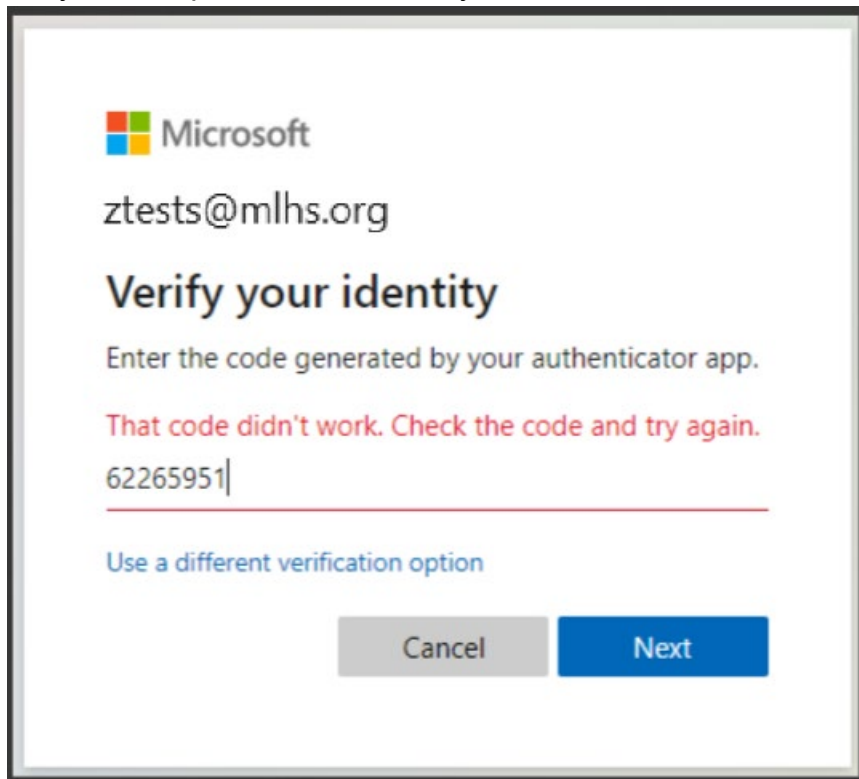 Microsoft
ztests@mlhs.org
Verify your identity
Enter the code generated by your authenticator app.
That code didn't work. Check the code and try again.
62265951
Use a different verification option
Cancel
Next